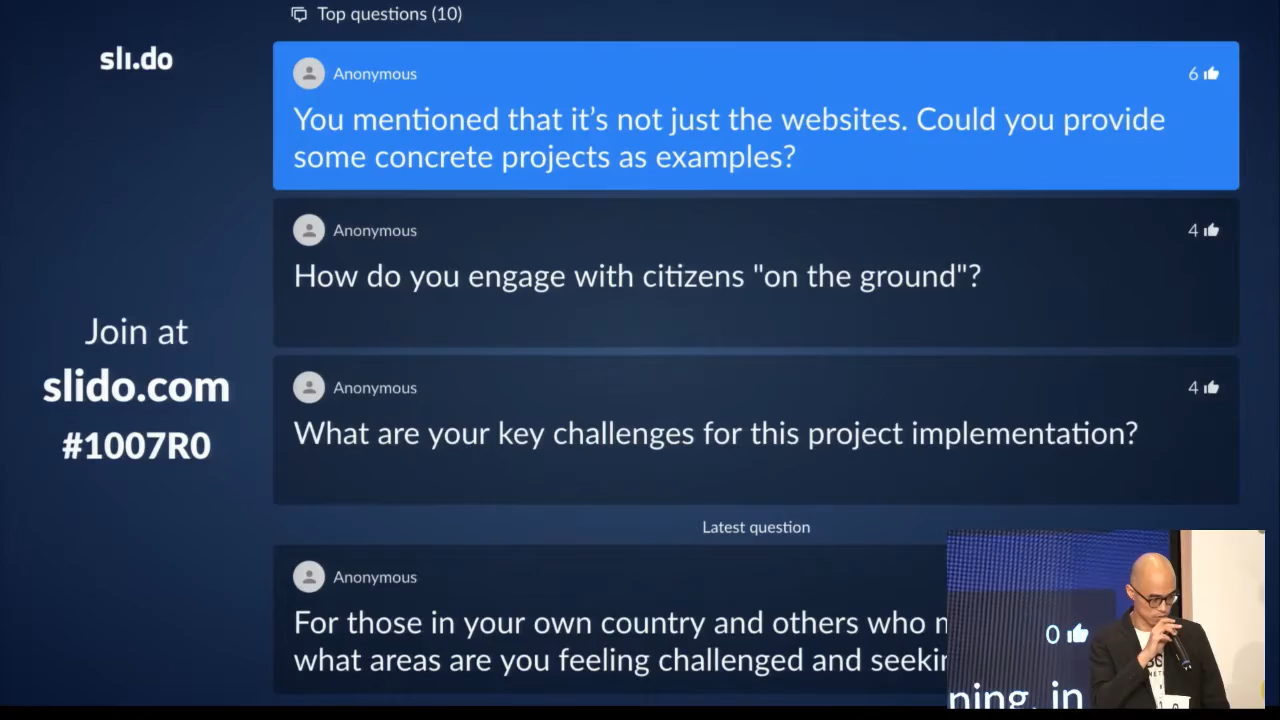 Top questions (10)
sli.do
Anonymous
6
You mentioned that it’s not just the websites. Could you provide
some concrete projects as examples?
Anonymous
4
How do you engage with citizens "on the ground"?
Join at
slido.com
#1007R0
Anonymous
4
What are your key challenges for this project implementation?
Latest question
Anonymous
For those in your own country and others who
what areas are you feeling challenged and
0
in